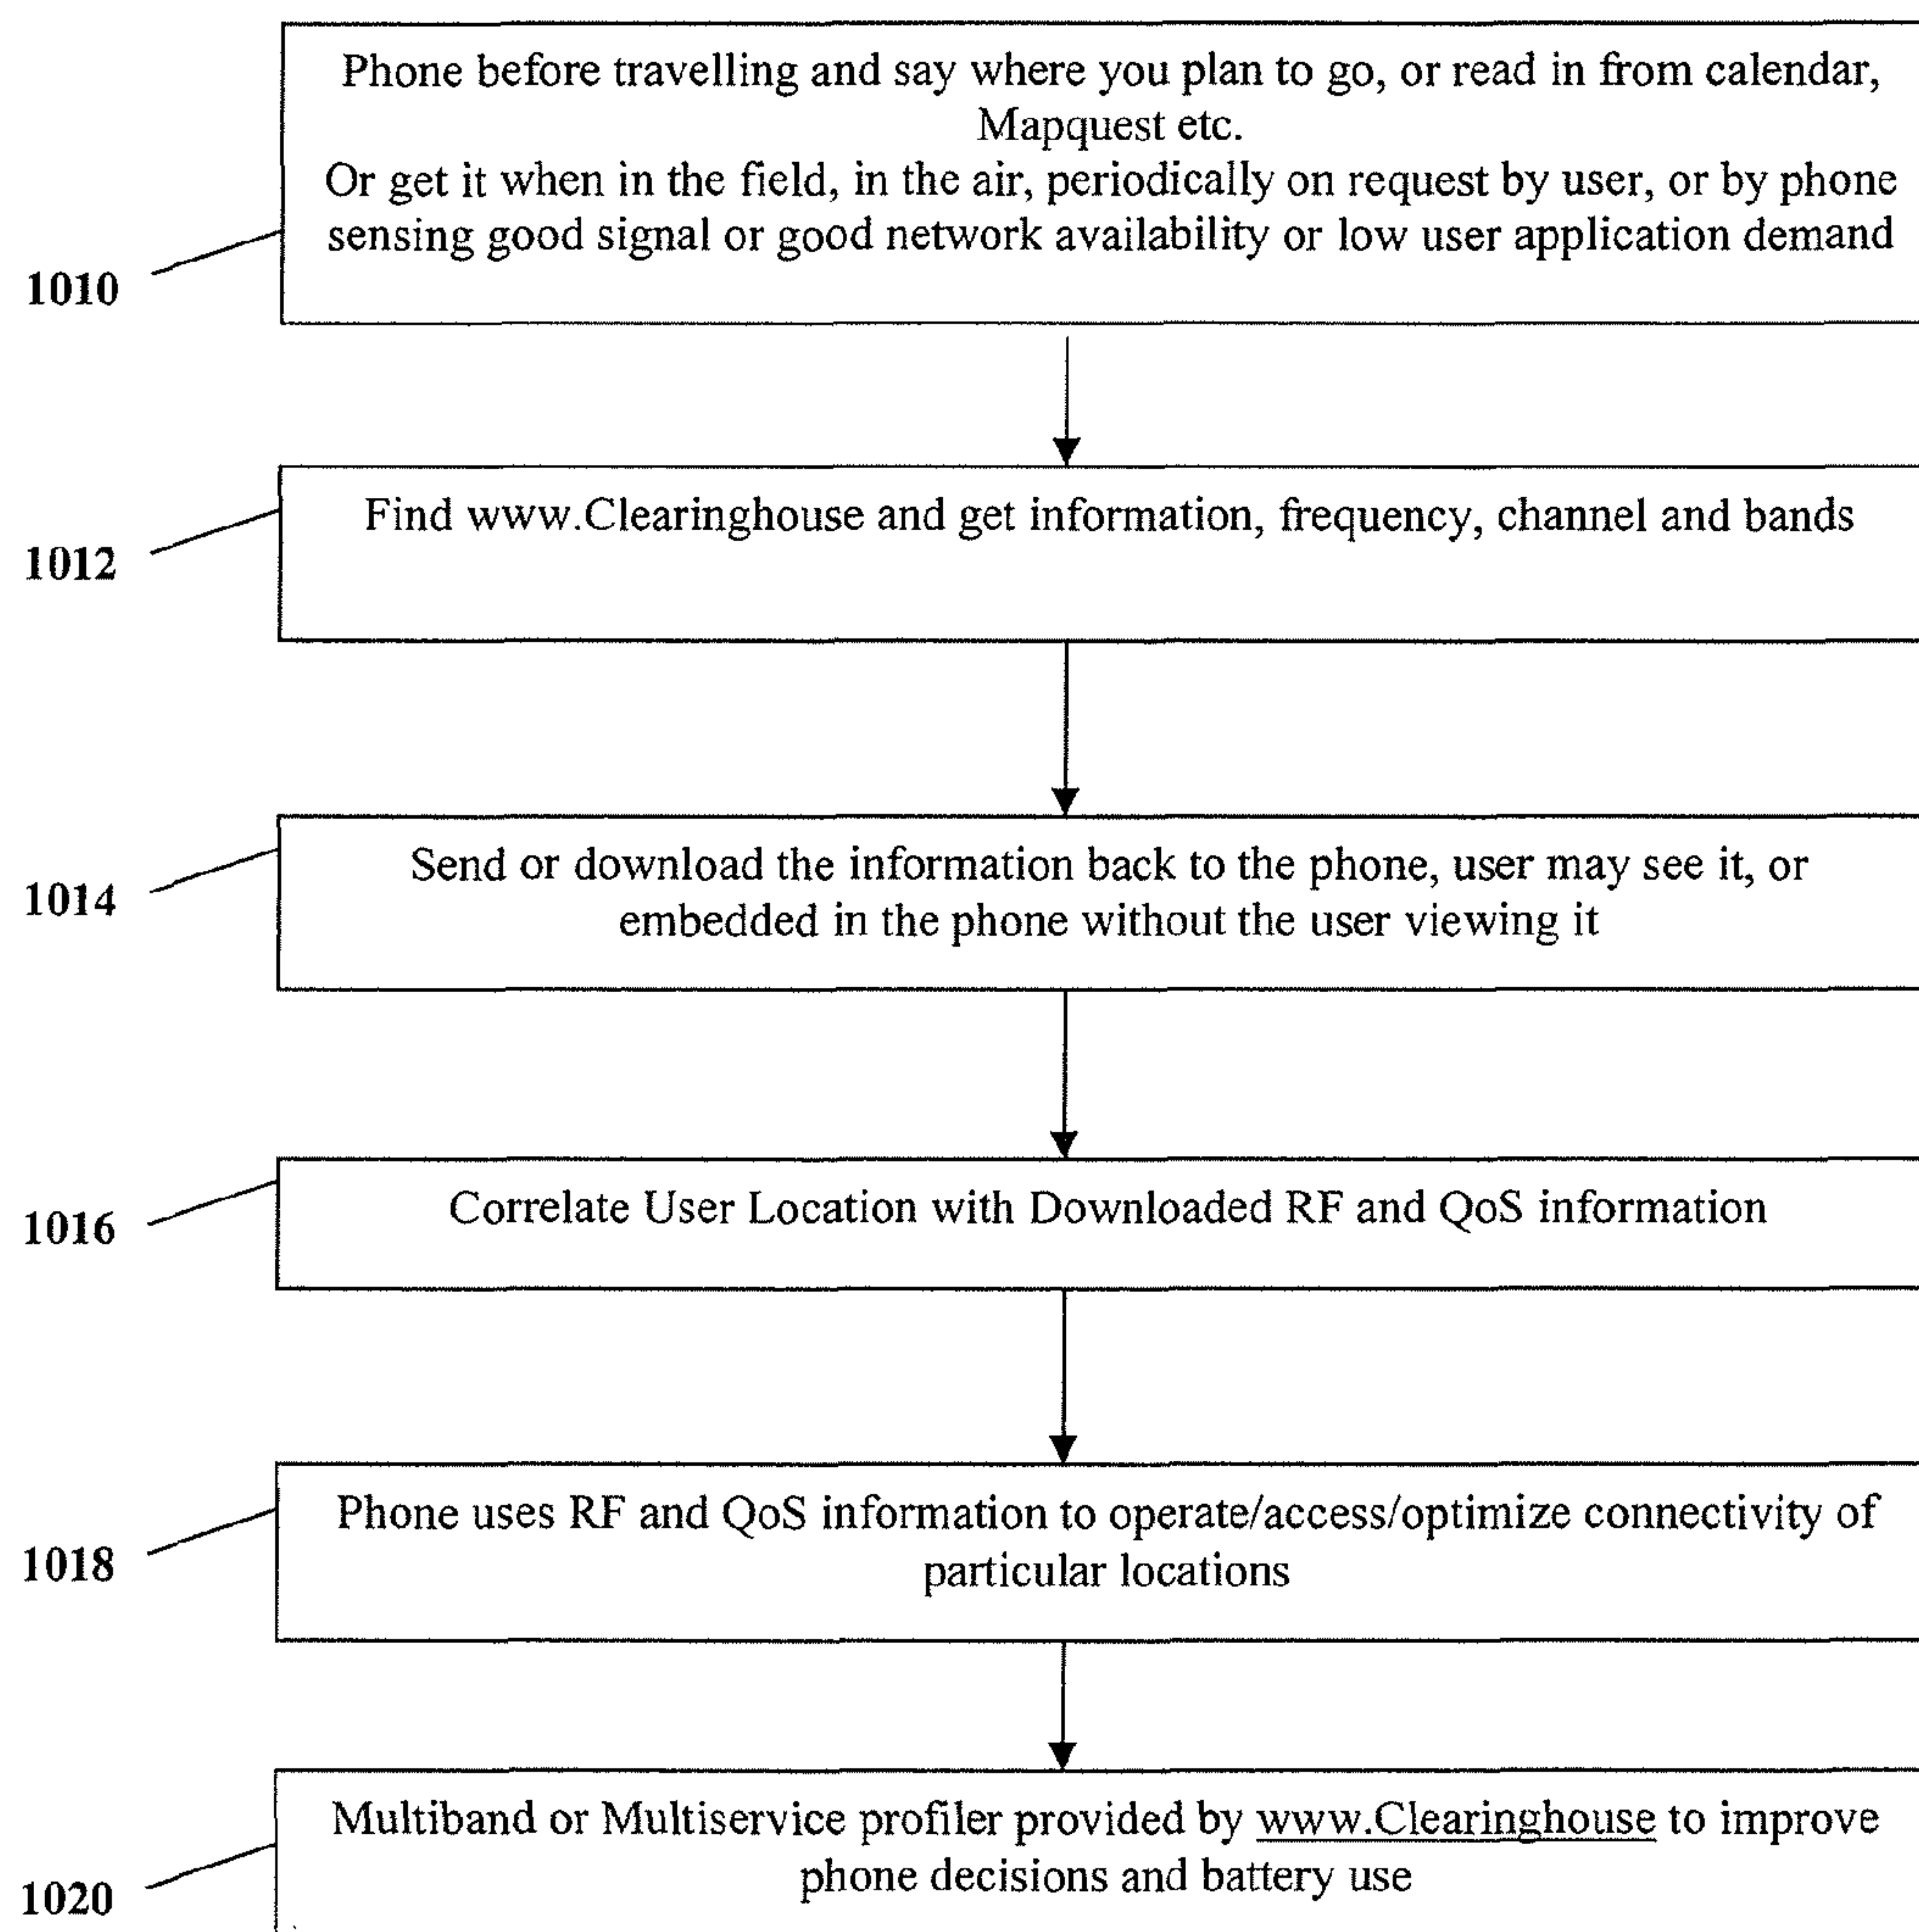 Phone before travelling and say where you plan to go, or read in from calendar,
Mapquest etc.
Or get it when in the field, in the air, periodically on request by user, or by phone
sensing good signal or good network availability or low user application demand
1010
Find www.Clearinghouse and get information, frequency, channel and bands
1012
Send or download the information back to the phone, user may see it, or
embedded in the phone without the user viewing it
1014
Correlate User Location with Downloaded RF and QoS information
1016
Phone uses RF and QoS information to operate/access/optimize connectivity of
particular locations
1018
Multiband or Multiservice profiler provided by www.Clearinghouse to improve
phone decisions and battery use
1020